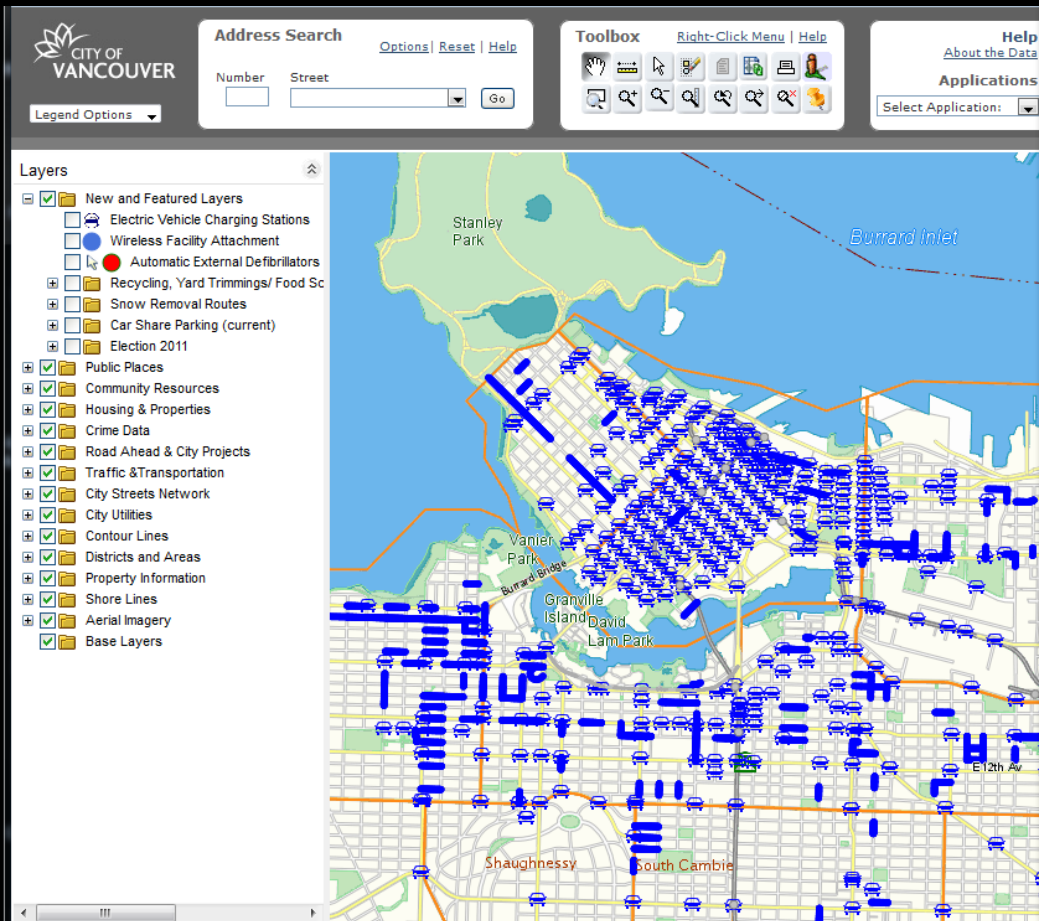 CITY OF
VANCOUVER
Legend Options
Address Search
Options | Reset | Help
Number Street
Go
Toolbox
Right-Click Menu | Help
Help
About the Data
Applications
Select Application:
Layers
New and Featured Layers
Electric Vehicle Charging Stations
Wireless Facility Attachment
Automatic External Defibrillators
Recycling, Yard Trimmings/ Food Sc
Snow Removal Routes
Car Share Parking (current)
Election 2011
Public Places
Community Resources
Housing & Properties
Crime Data
Road Ahead & City Projects
Traffic &Transportation
City Streets Network
City Utilities
Contour Lines
Districts and Areas
Property Information
Shore Lines
Aerial Imagery
Base Layers
Stanley
Park
Burrard Inlet
Vanier
Park
Burrard Bridge
Granville
Island
David
Lam Park
E 12th Av
Shaughnessy
South Cambie